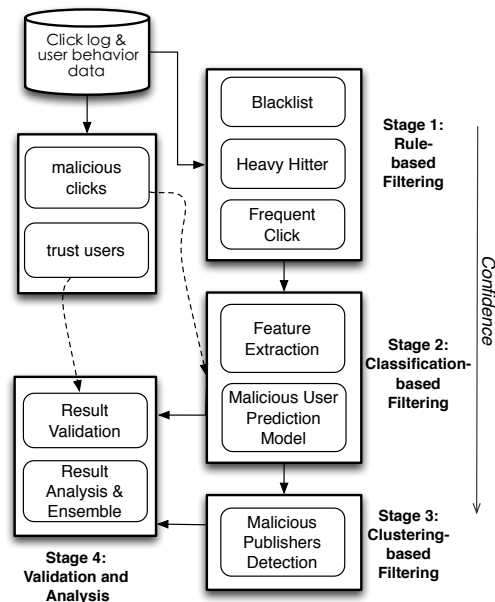 Click log &
user behavior
data
malicious
clicks
trust users
Blacklist
Heavy Hitter
Frequent
Click
Stage 1:
Rule-
based
Filtering
Feature
Extraction
Malicious User
Prediction
Model
Stage 2:
Classification-
based
Filtering
Confidence
Result
Validation
Result
Analysis &
Ensemble
Stage 4:
Validation and
Analysis
Malicious
Publishers
Detection
Stage 3:
Clustering-
based
Filtering